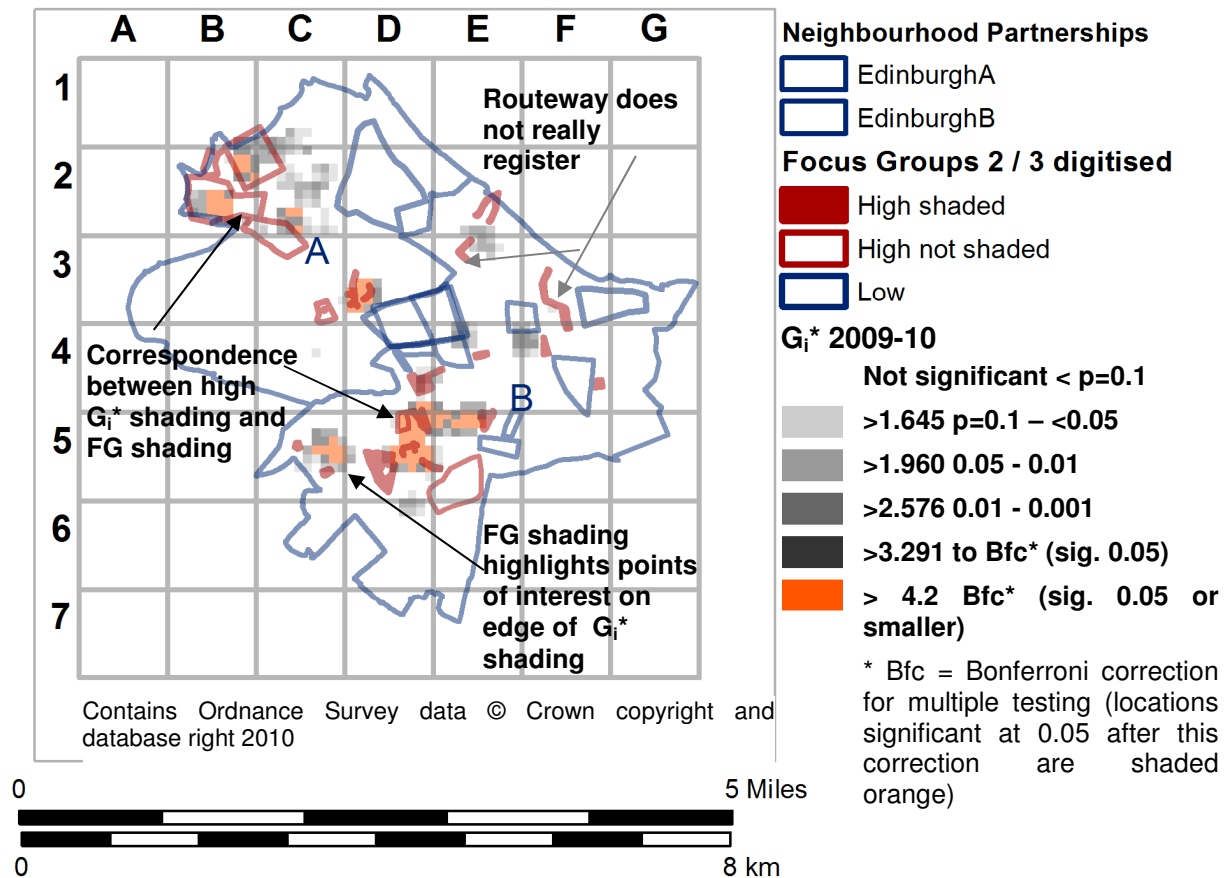 A B C D E F G
1
2
3
4
5
6
7
Routeway does
not really
register
A
Correspondence
between high
Gi* shading and
FG shading
B
FG shading
highlights points
of interest on
edge of Gi*
shading
Contains Ordnance Survey data © Crown copyright and
database right 2010
0 5 Miles
0 8 km
Neighbourhood Partnerships
EdinburghA
EdinburghB
Focus Groups 2 / 3 digitised
High shaded
High not shaded
Low
Gi* 2009-10
Not significant < p=0.1
>1.645 p=0.1 – <0.05
>1.960 0.05 - 0.01
>2.576 0.01 - 0.001
>3.291 to Bfc* (sig. 0.05)
> 4.2 Bfc* (sig. 0.05 or
smaller)
* Bfc = Bonferroni correction
for multiple testing (locations
significant at 0.05 after this
correction are shaded
orange)